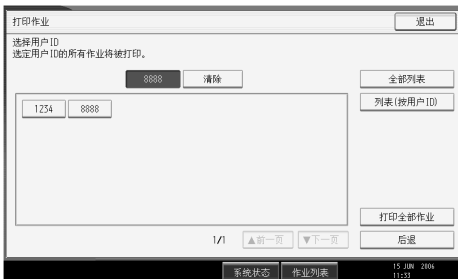 打印作业 退出
选择用户ID
选定用户ID的所有作业将被打印。
8888 清除 全部列表
列表(按用户ID)
1234 8888
打印全部作业
1/1 ▲前一页 ▼下一页 后退
系统状态 作业列表 15 JUN 2006
11:33